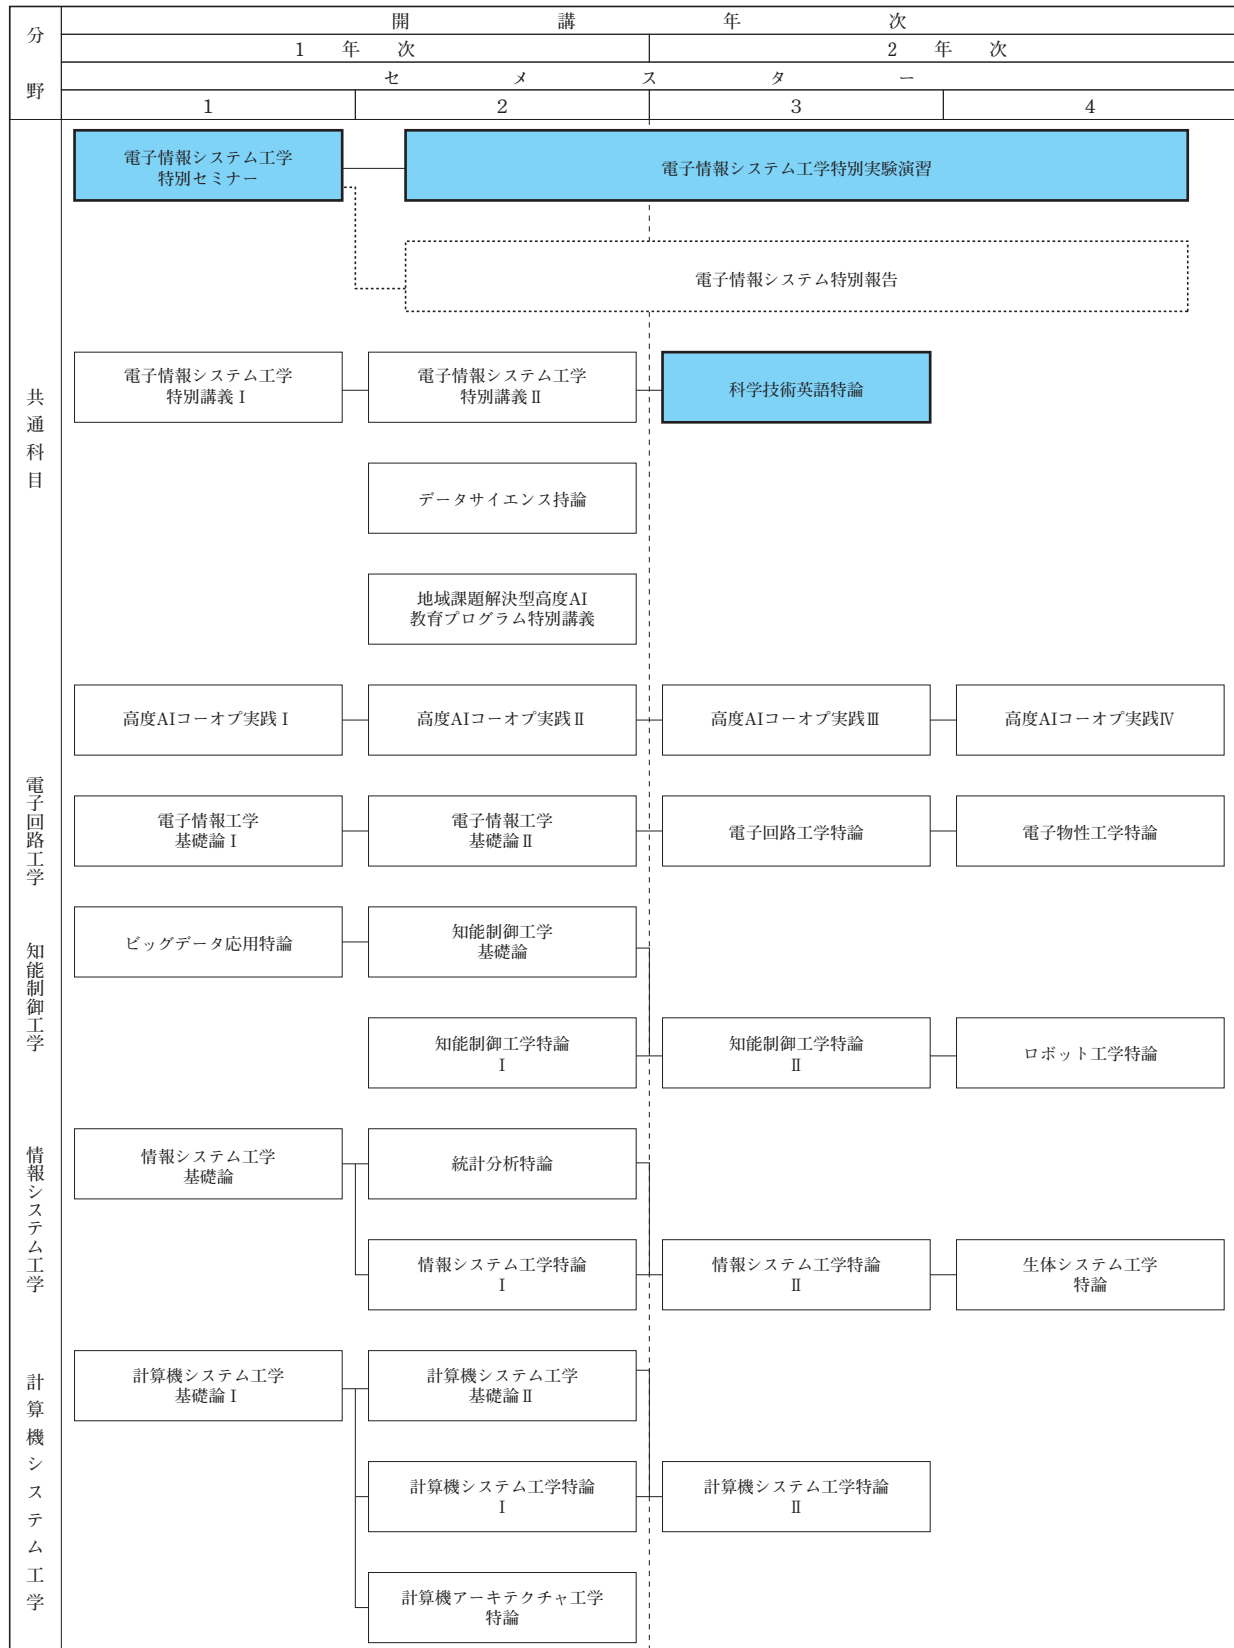 分野
開講年次
1年次
2年次
セメスター
1
2
3
4
共通科目
電子情報システム工学
特別セミナー
電子情報システム工学特別実験演習
電子情報システム特別報告
電子情報システム工学
特別講義Ⅰ
電子情報システム工学
特別講義Ⅱ
科学技術英語特論
データサイエンス持論
地域課題解決型高度AI
教育プログラム特別講義
高度AIコーオプ実践Ⅰ
高度AIコーオプ実践Ⅱ
高度AIコーオプ実践Ⅲ
高度AIコーオプ実践Ⅳ
電子回路工学
電子情報工学
基礎論Ⅰ
電子情報工学
基礎論Ⅱ
電子回路工学特論
電子物性工学特論
知能制御工学
ビッグデータ応用特論
知能制御工学
基礎論
知能制御工学特論
Ⅰ
知能制御工学特論
Ⅱ
ロボット工学特論
情報システム工学
情報システム工学
基礎論
統計分析特論
情報システム工学特論
Ⅰ
情報システム工学特論
Ⅱ
生体システム工学
特論
計算機システム工学
計算機システム工学
基礎論Ⅰ
計算機システム工学
基礎論Ⅱ
計算機システム工学特論
Ⅰ
計算機システム工学特論
Ⅱ
計算機アーキテクチャ工学
特論